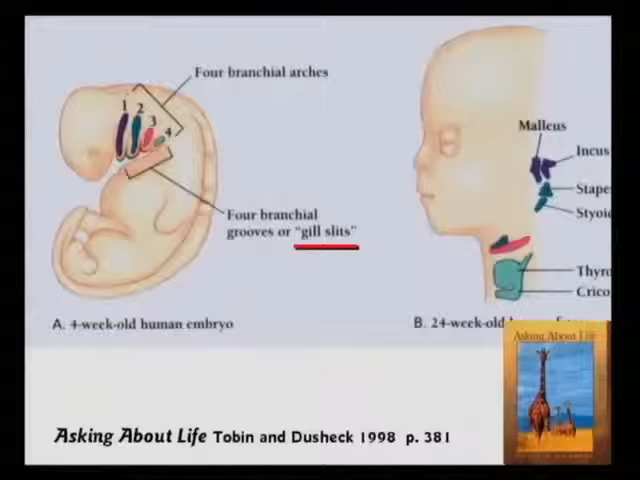 Four branchial arches
1 2
3
4
Four branchial
grooves or "gill slits"
A. 4-week-old human embryo
Malleus
Incus
Stape
Styoi
Thyro
Crico
B. 24-week-old
Asking About Life
Asking About Life Tobin and Dusheck 1998 p. 381